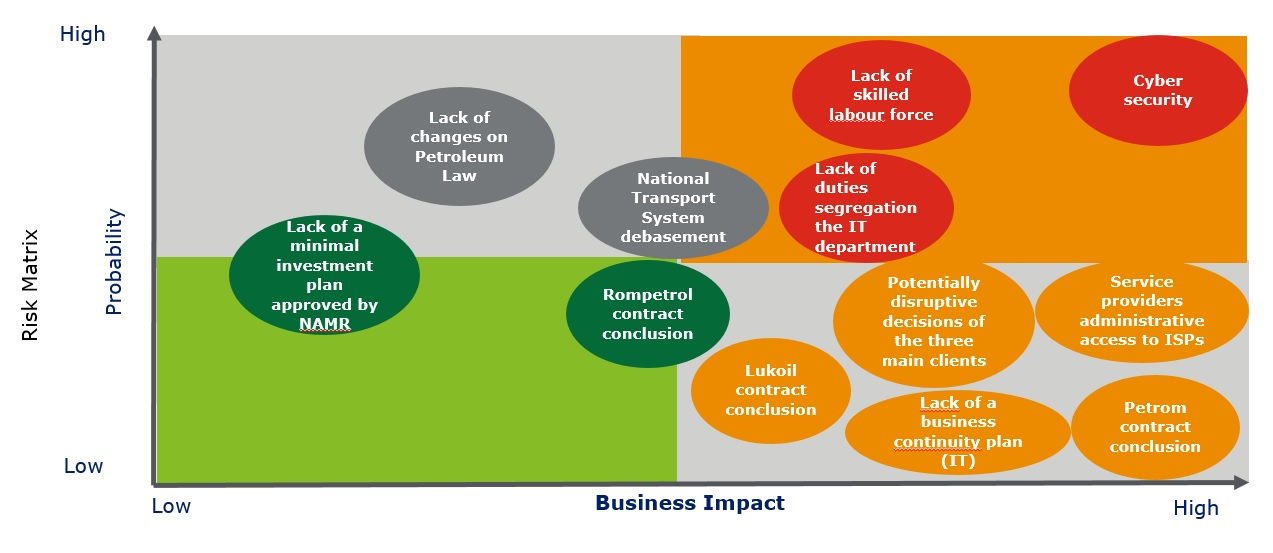 High
Lack of
skilled
labour force
Cyber
security
Lack of
changes on
Petroleum
Law
National
Transport
System
debasement
Lack of
duties
segregation
the IT
department
Risk Matrix
Probability
Lack of a
minimal
investment
plan
approved by
NAMR
Rompetrol
contract
conclusion
Potentially
disruptive
decisions of
the three
main clients
Service
providers
administrative
access to ISPs
Lukoil
contract
conclusion
Lack of a
business
continuity plan
(IT)
Petrom
contract
conclusion
Low
Low
Business Impact
High